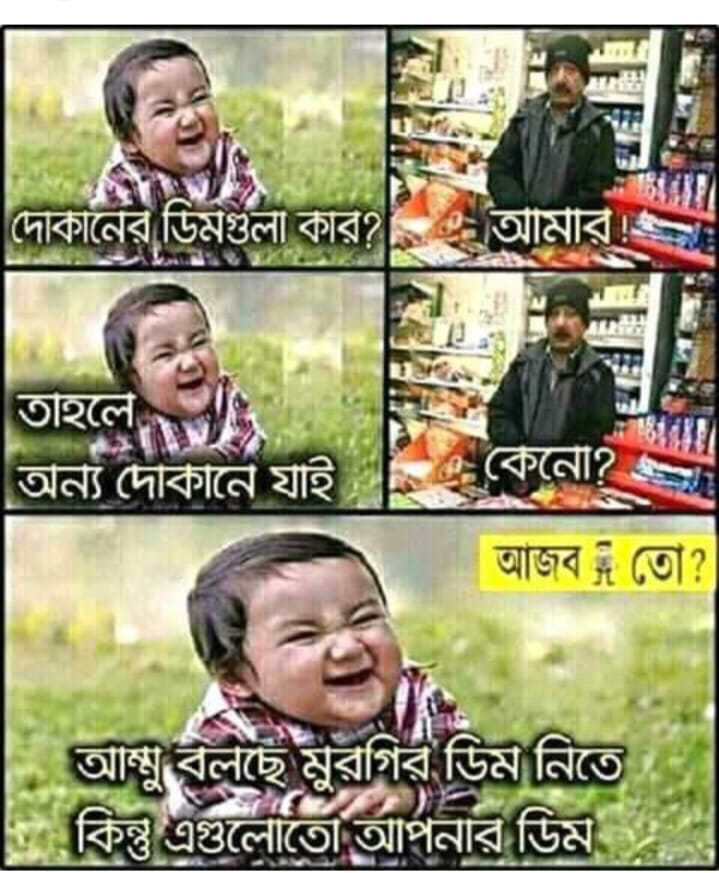 দোকানের ডিমগুলা কার?
আমার!
তাহলে
অন্য দোকানে যাই
কেনো?
আজব তো?
আম্মু বলছে মুরগির ডিম নিতে
কিন্তু এগুলোতো আপনার ডিম